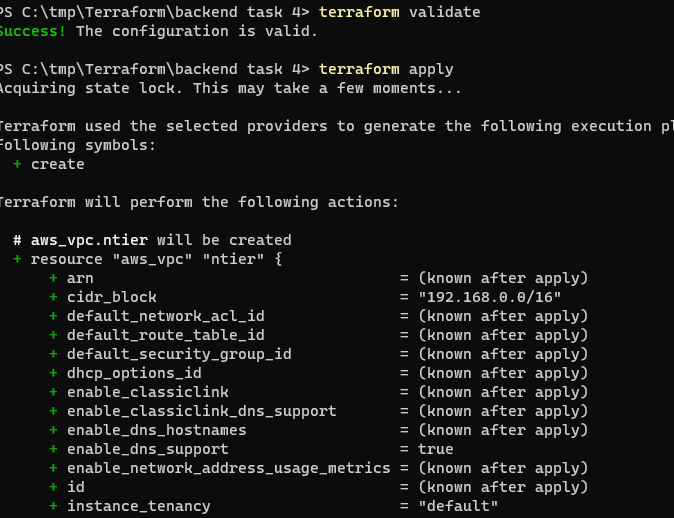 PS C:\tmp\Terraform\backend task 4> terraform validate
Success! The configuration is valid.
PS C:\tmp\Terraform\backend task 4> terraform apply
Acquiring state lock. This may take a few moments...
Terraform used the selected providers to generate the following execution pl
following symbols:
+ create
Terraform will perform the following actions:
# aws_vpc.ntier will be created
+ resource "aws_vpc" "ntier" {
+ arn = (known after apply)
+ cidr_block = "192.168.0.0/16"
+ default_network_acl_id = (known after apply)
+ default_route_table_id = (known after apply)
+ default_security_group_id = (known after apply)
+ dhcp_options_id = (known after apply)
+ enable_classiclink = (known after apply)
+ enable_classiclink_dns_support = (known after apply)
+ enable_dns_hostnames = (known after apply)
+ enable_dns_support = true
+ enable_network_address_usage_metrics = (known after apply)
+ id = (known after apply)
+ instance_tenancy = "default"